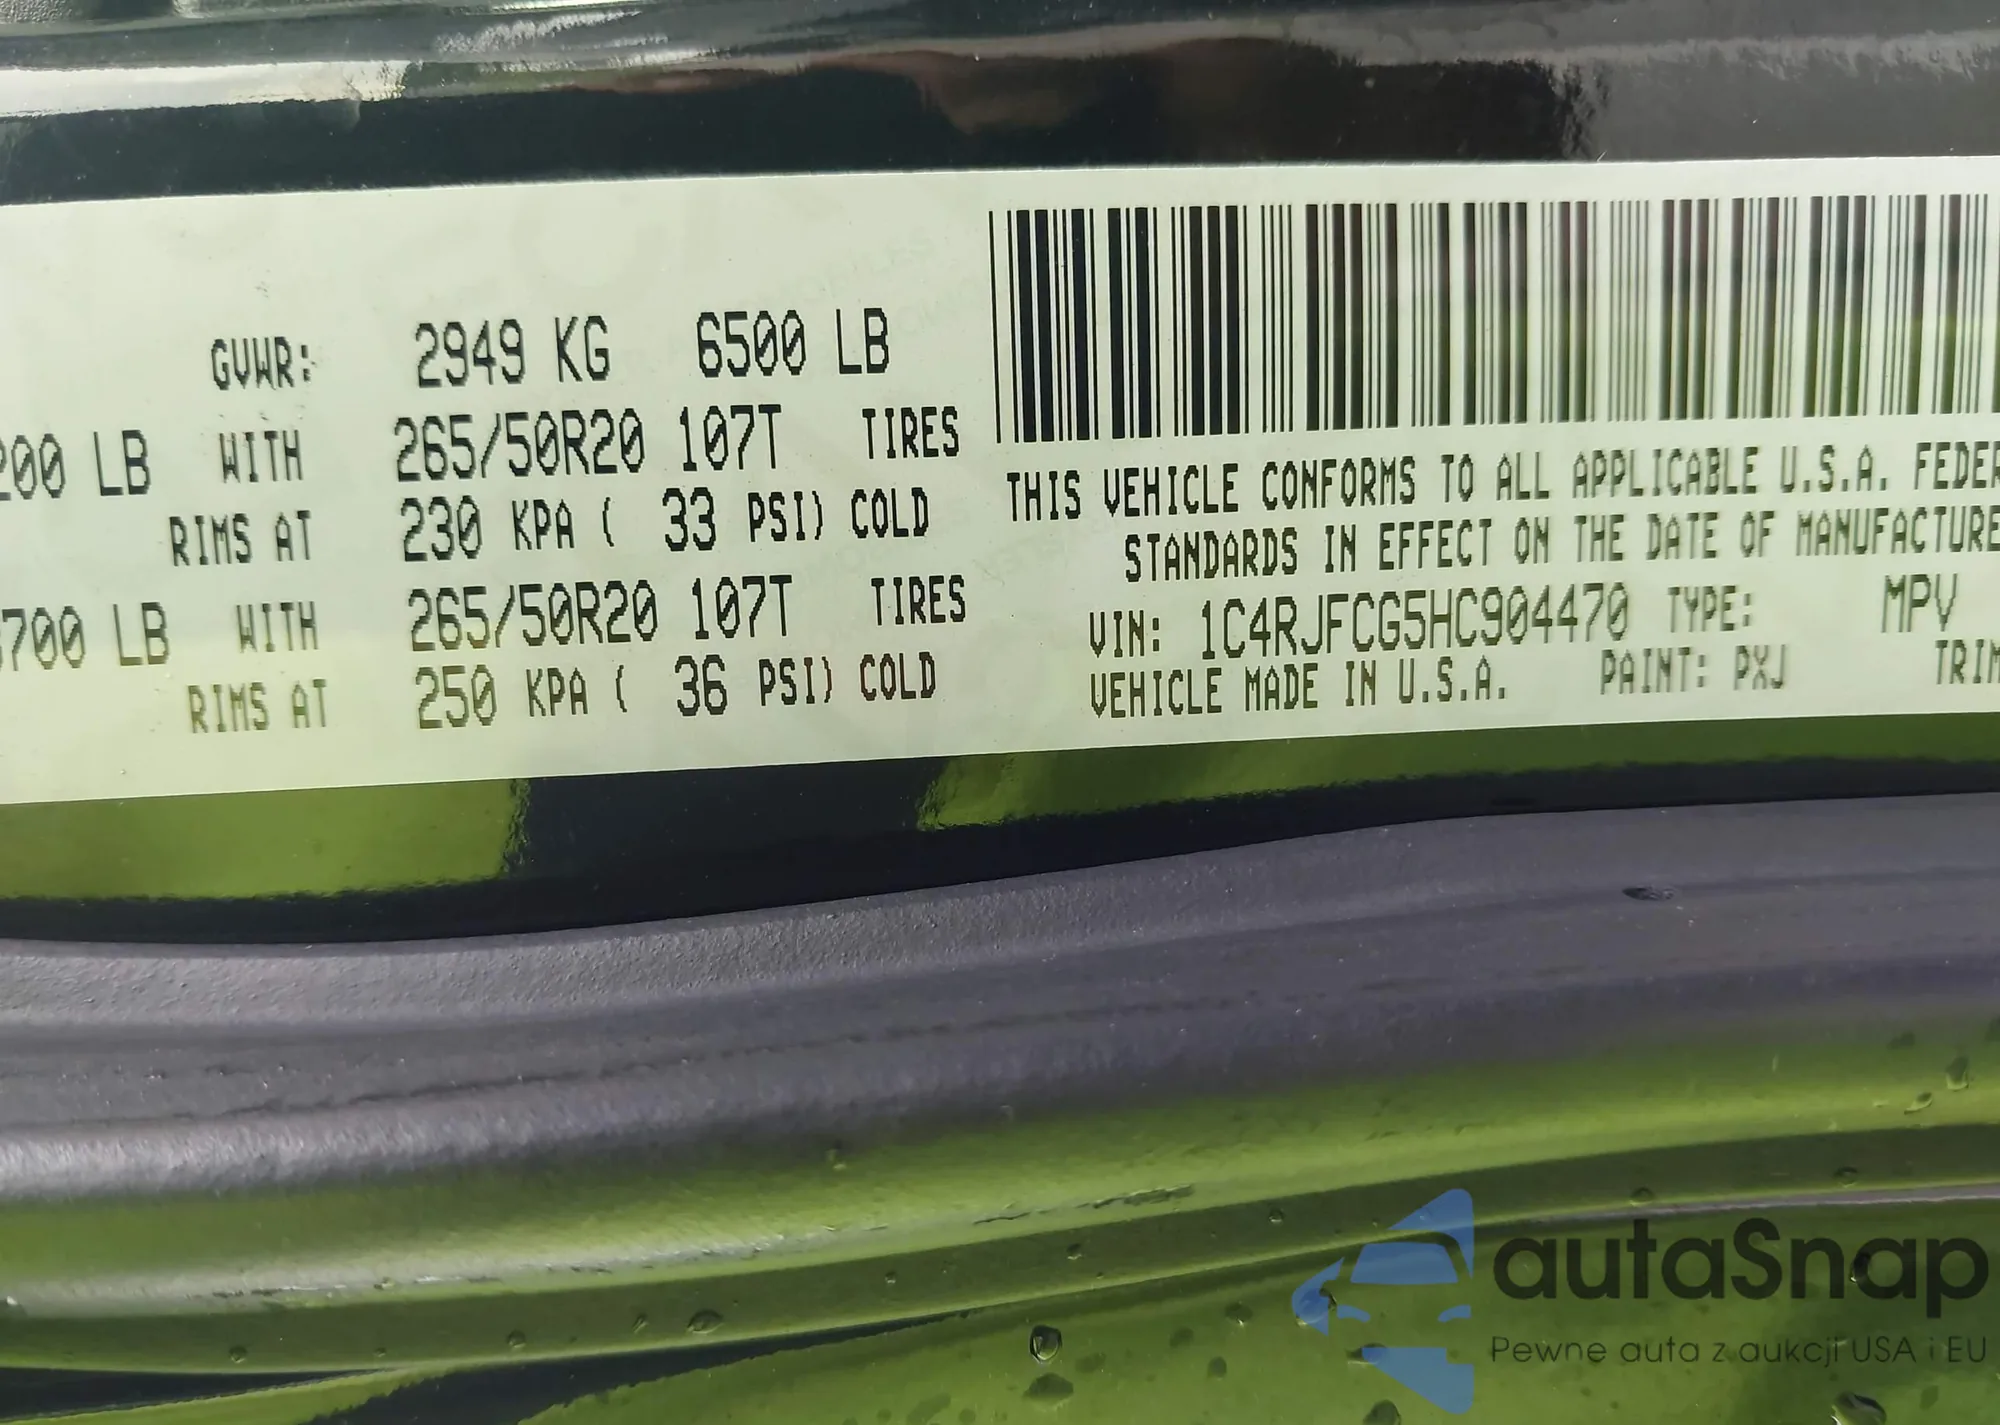 GVWR: 2949 KG 6500 LB
200 LB WITH 265/50R20 107T TIRES
RIMS AT 230 KPA ( 33 PSI) COLD
700 LB WITH 265/50R20 107T TIRES
RIMS AT 250 KPA ( 36 PSI) COLD
THIS VEHICLE CONFORMS TO ALL APPLICABLE U.S.A. FEDER
STANDARDS IN EFFECT ON THE DATE OF MANUFACTURE
VIN: 1C4RJFCG5HC904470 TYPE: MPV
VEHICLE MADE IN U.S.A. PAINT: PXJ TRIM
autaSnap
Pewne auta z aukcji USA i EU